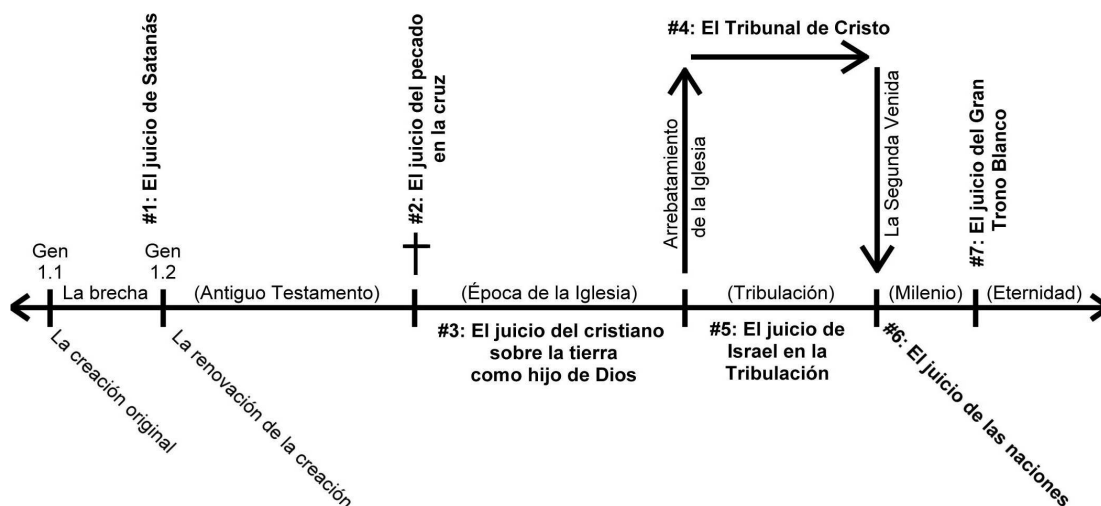 #4: El Tribunal de Cristo
#1: El juicio de Satanás
#2: El juicio del pecado
en la cruz
Arrebatamiento
de la Iglesia
La Segunda Venida
#7: El juicio del Gran
Trono Blanco
Gen
1.1
Gen
1.2
La brecha
(Antiguo Testamento)
(Época de la Iglesia)
(Tribulación)
(Milenio)
(Eternidad)
La creación original
La renovación de la creación
#3: El juicio del cristiano
sobre la tierra
como hijo de Dios
#5: El juicio de
Israel en la
Tribulación
#6: El juicio de las naciones